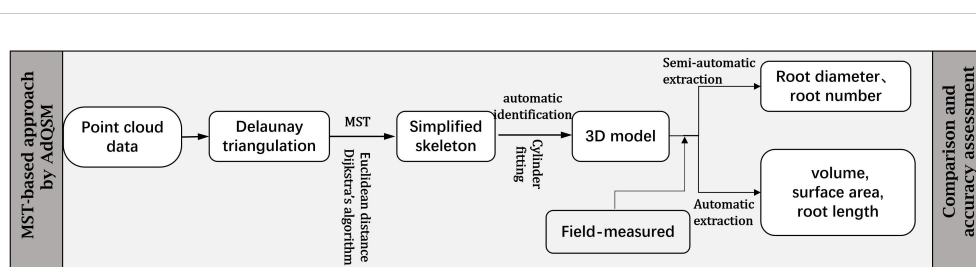 MST-based approach
by AdQSM
Point cloud
data
Delaunay
triangulation
MST
Euclidean distance
Dijkstra's algorithm
Simplified
skeleton
automatic
identification
Cylinder
fitting
3D model
Field-measured
Semi-automatic
extraction
Root diameter、
root number
Automatic
extraction
volume,
surface area,
root length
Comparison and
accuracy assessment